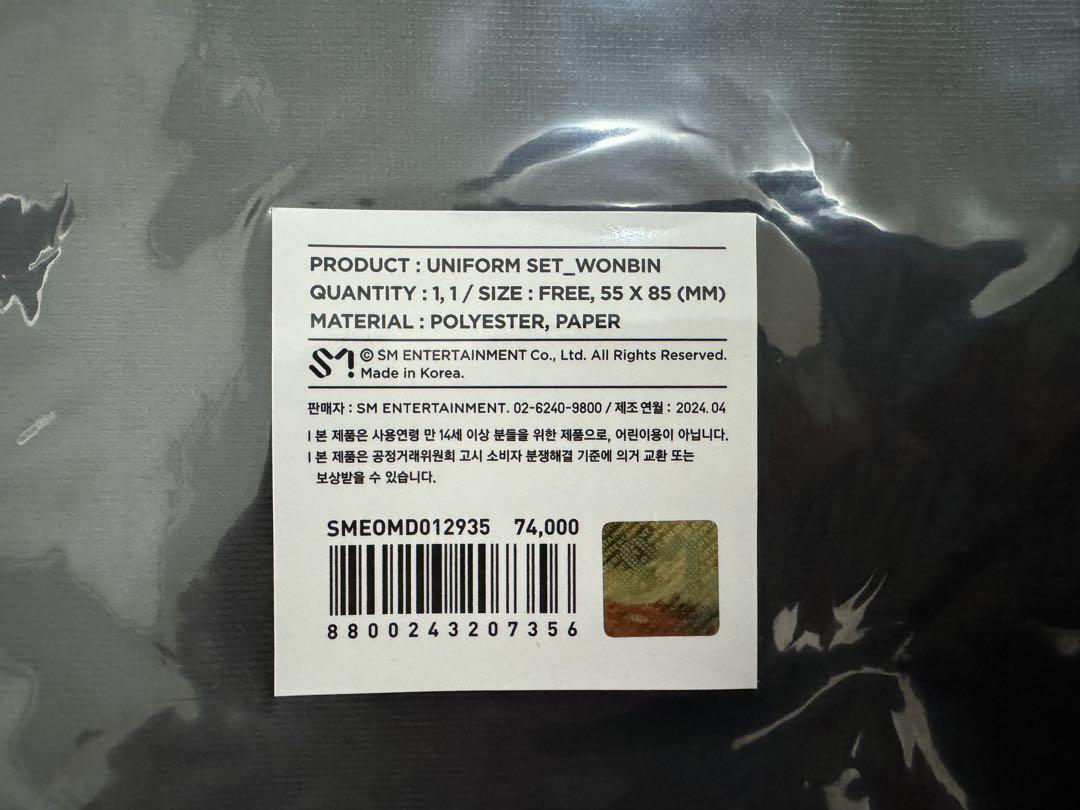 PRODUCT : UNIFORM SET_WONBIN
QUANTITY : 1, 1 / SIZE : FREE, 55 X 85 (MM)
MATERIAL : POLYESTER, PAPER
SM
© SM ENTERTAINMENT Co., Ltd. All Rights Reserved.
Made in Korea.
판매자 : SM ENTERTAINMENT. 02-6240-9800 / 제조연월 : 2024.04
| 본 제품은 사용연령 만 14세 이상 분들을 위한 제품으로, 어린이용이 아닙니다.
| 본 제품은 공정거래위원회 고시 소비자 분쟁해결 기준에 의거 교환 또는
보상받을 수 있습니다.
SMEOMD012935 74,000
8800243207356